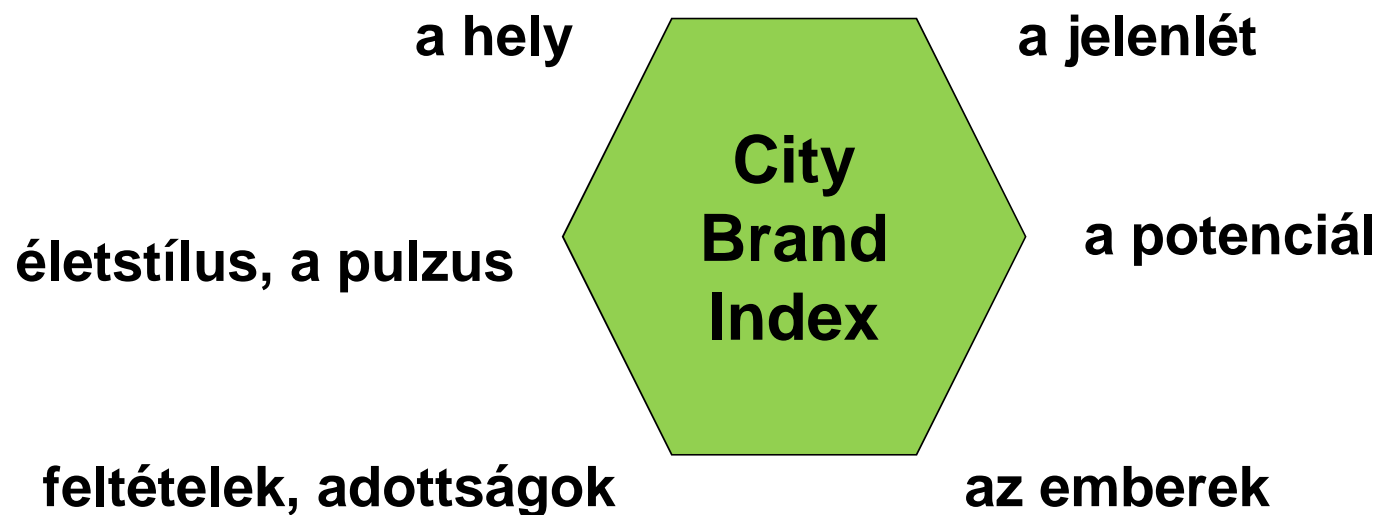 a hely
a jelenlét
City
Brand
Index
életstílus, a pulzus
a potenciál
feltételek, adottságok
az emberek